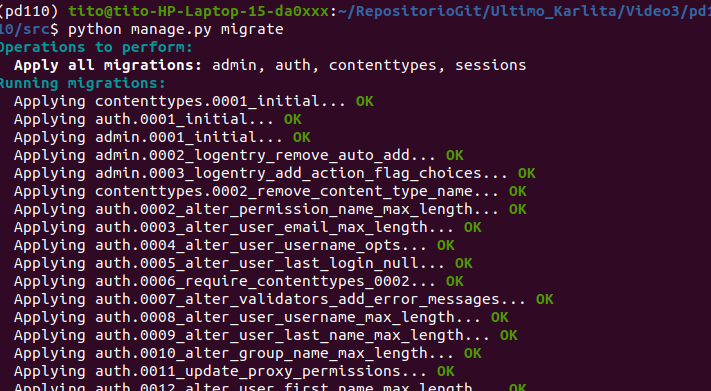 (pd110) tito@tito-HP-Laptop-15-da0xxx:~/RepositorioGit/Ultimo_Karlita/Video3/pd1
10/src$ python manage.py migrate
Operations to perform:
  Apply all migrations: admin, auth, contenttypes, sessions
Running migrations:
  Applying contenttypes.0001_initial... OK
  Applying auth.0001_initial... OK
  Applying admin.0001_initial... OK
  Applying admin.0002_logentry_remove_auto_add... OK
  Applying admin.0003_logentry_add_action_flag_choices... OK
  Applying contenttypes.0002_remove_content_type_name... OK
  Applying auth.0002_alter_permission_name_max_length... OK
  Applying auth.0003_alter_user_email_max_length... OK
  Applying auth.0004_alter_user_username_opts... OK
  Applying auth.0005_alter_user_last_login_null... OK
  Applying auth.0006_require_contenttypes_0002... OK
  Applying auth.0007_alter_validators_add_error_messages... OK
  Applying auth.0008_alter_user_username_max_length... OK
  Applying auth.0009_alter_user_last_name_max_length... OK
  Applying auth.0010_alter_group_name_max_length... OK
  Applying auth.0011_update_proxy_permissions... OK
  Applying auth.0012_alter_user_first_name_max_length... OK